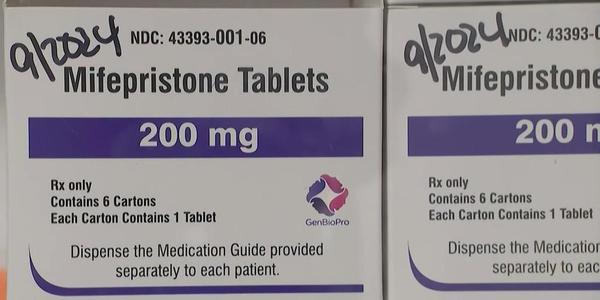 9/2024 NDC: 43393-001-06
Mifepristone Tablets
200 mg
Rx only
Contains 6 Cartons
Each Carton Contains 1 Tablet
GenBioPro
Dispense the Medication Guide provided
separately to each patient.
9/2024 NDC: 43393-
Mifepristone
200
Rx only
Contains 6 Cartons
Each Carton Contains 1 Tablet
Dispense the
separately to